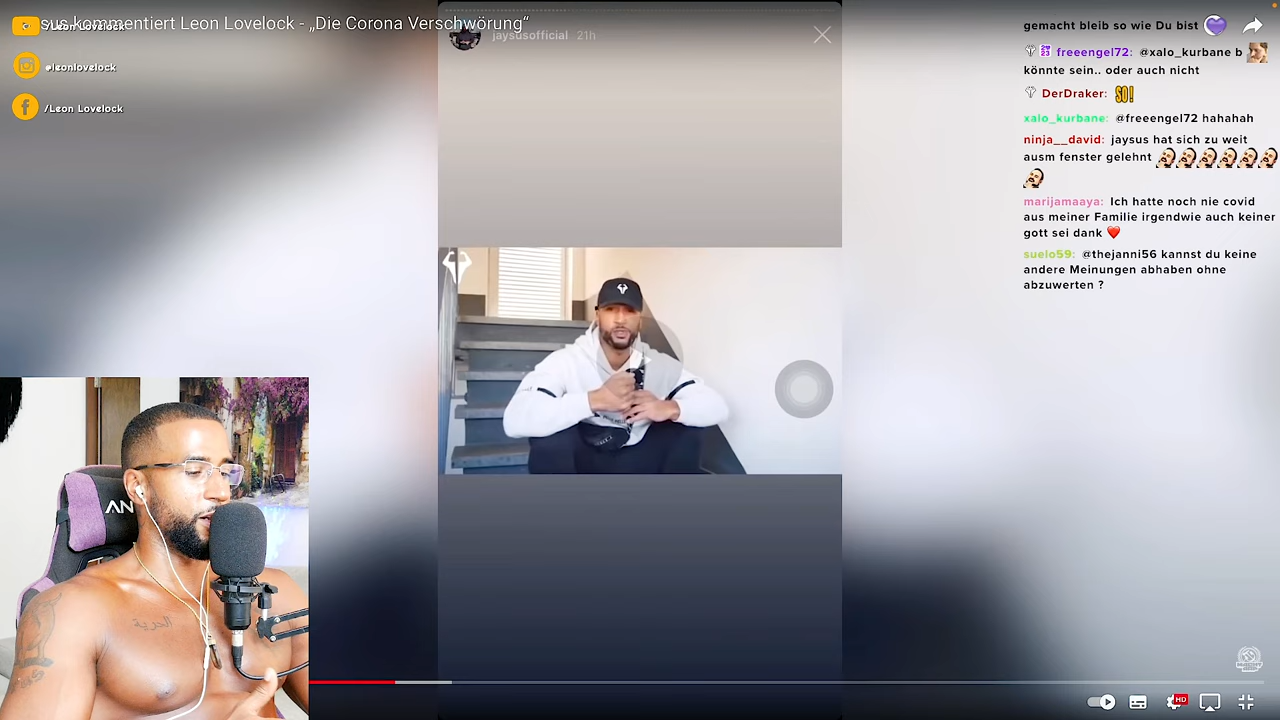 sus kommentiert Leon Lovelock - „Die Corona Verschwörung“
/Leon Lovelock
@leonlovelock
/Leon Lovelock
jaysusofficial 21h
gemacht bleib so wie Du bist
freeengel72: @xalo_kurbane b
könnte sein.. oder auch nicht
DerDraker: SO!
xalo_kurbane: @freeengel72 hahahah
ninja__david: jaysus hat sich zu weit
ausm fenster gelehnt
marijamaaya: Ich hatte noch nie covid
aus meiner Familie irgendwie auch keiner
gott sei dank
suelo59: @thejanni56 kannst du keine
andere Meinungen abhaben ohne
abzuwerten ?
AN
HD